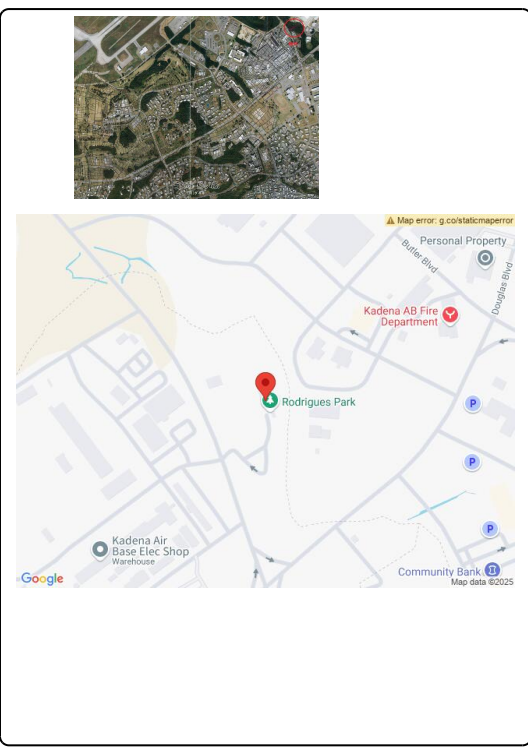 Map error: g.co/staticmaperror
Personal Property
Butler Blvd
Douglas Blvd
Kadena AB Fire
Department
Rodrigues Park
P
P
P
Kadena Air
Base Elec Shop
Warehouse
Community Bank
Google
Map data ©2025